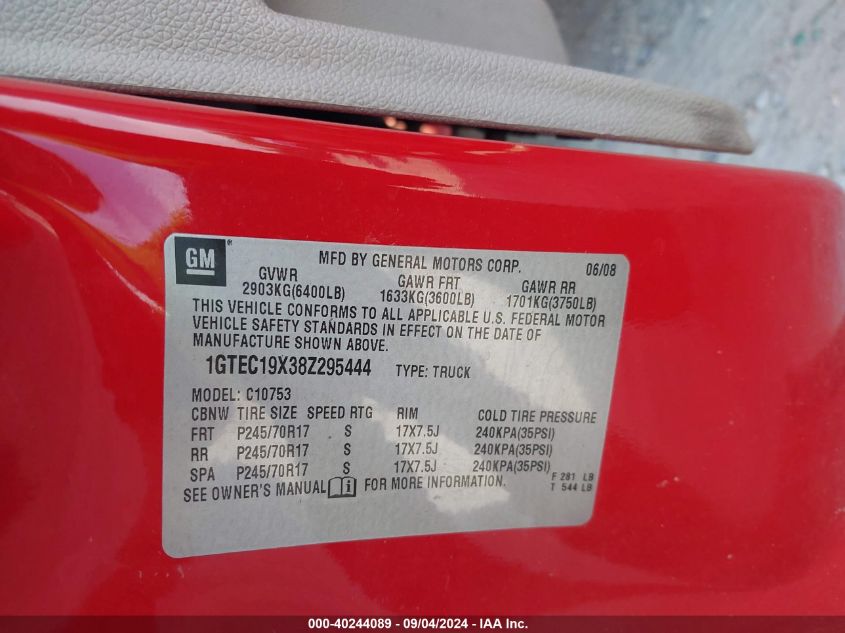 GM ®
MFD BY GENERAL MOTORS CORP. 06/08
GVWR GAWR FRT GAWR RR
2903KG(6400LB) 1633KG(3600LB) 1701KG(3750LB)
THIS VEHICLE CONFORMS TO ALL APPLICABLE U.S. FEDERAL MOTOR
VEHICLE SAFETY STANDARDS IN EFFECT ON THE DATE OF
MANUFACTURE SHOWN ABOVE.
1GTEC19X38Z295444 TYPE: TRUCK
MODEL: C10753
CBNW TIRE SIZE SPEED RTG RIM COLD TIRE PRESSURE
FRT P245/70R17 S 17X7.5J 240KPA(35PSI)
RR P245/70R17 S 17X7.5J 240KPA(35PSI)
SPA P245/70R17 S 17X7.5J 240KPA(35PSI)
F 281 LB
SEE OWNER'S MANUAL i FOR MORE INFORMATION. T 544 LB
000-40244089 - 09/04/2024 - IAA Inc.